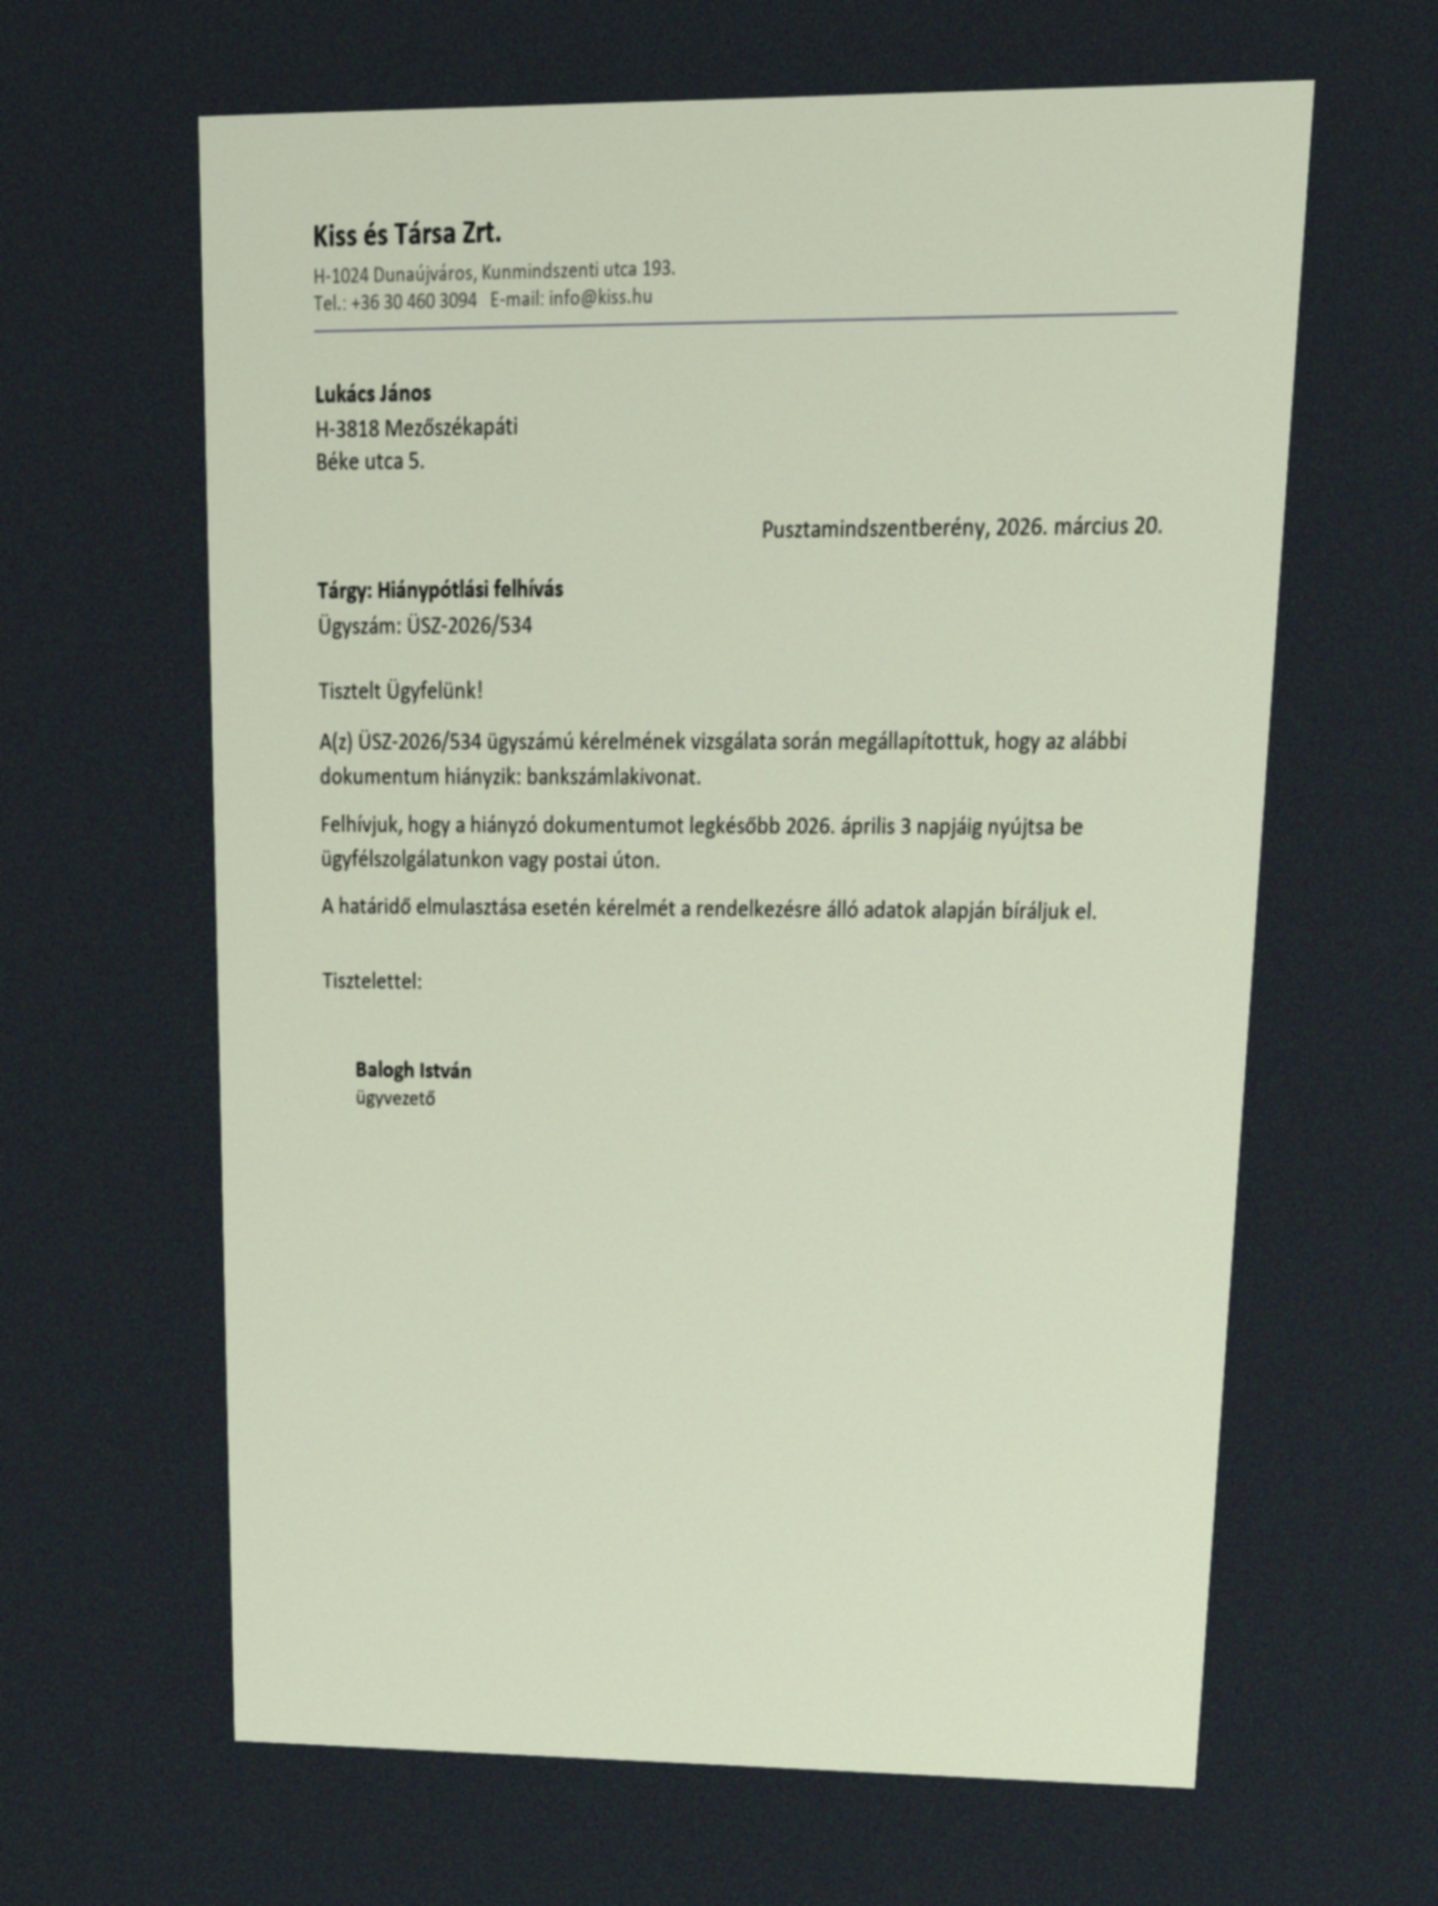 Kiss és Társa Zrt.
H-1024 Dunaújváros, Kunmindszenti utca 193.
Tel.: +36 30 460 3094 E-mail: info@kiss.hu
Lukács János
H-3818 Mezőszékapáti
Béke utca 5.
Pusztamindszentberény, 2026. március 20.
Tárgy: Hiánypótlási felhívás
Ügyszám: ÜSZ-2026/534
Tisztelt Ügyfelünk!
A(z) ÜSZ-2026/534 ügyszámú kérelmének vizsgálata során megállapítottuk, hogy az alábbi
dokumentum hiányzik: bankszámlakivonat.
Felhívjuk, hogy a hiányzó dokumentumot legkésőbb 2026. április 3 napjáig nyújtsa be
ügyfélszolgálatunkon vagy postai úton.
A határidő elmulasztása esetén kérelmét a rendelkezésre álló adatok alapján bíráljuk el.
Tisztelettel:
Balogh István
ügyvezető